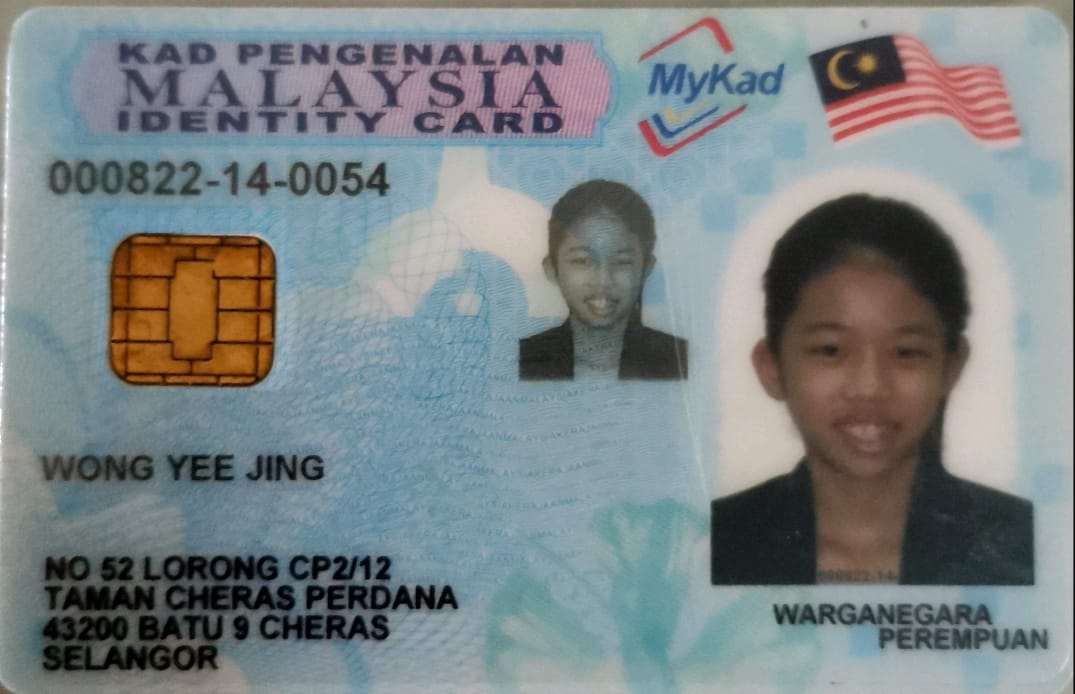 KAD PENGENALAN
MALAYSIA
IDENTITY CARD
MyKad
000822-14-0054
WONG YEE JING
NO 52 LORONG CP2/12
TAMAN CHERAS PERDANA
43200 BATU 9 CHERAS
SELANGOR
000822-14-
WARGANEGARA
PEREMPUAN